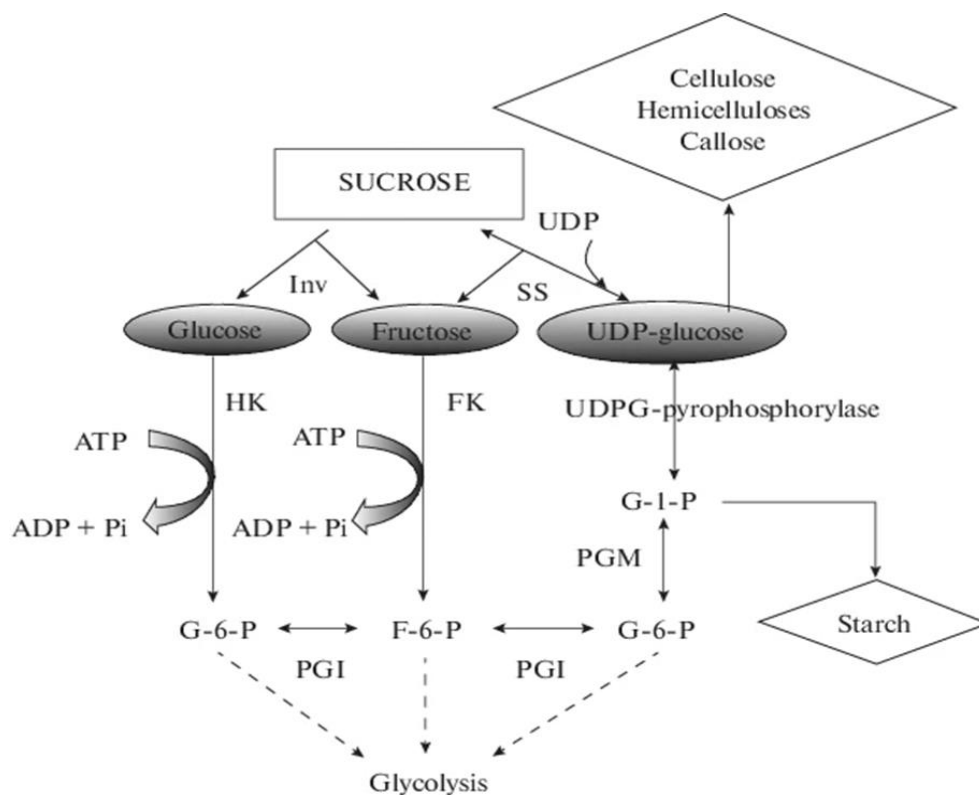 Cellulose
Hemicelluloses
Callose
SUCROSE
UDP
Inv
SS
Glucose
Fructose
UDP-glucose
HK
FK
UDPG-pyrophosphorylase
ATP
ATP
ADP + Pi
ADP + Pi
G-1-P
PGM
G-6-P
F-6-P
G-6-P
Starch
PGI
PGI
Glycolysis